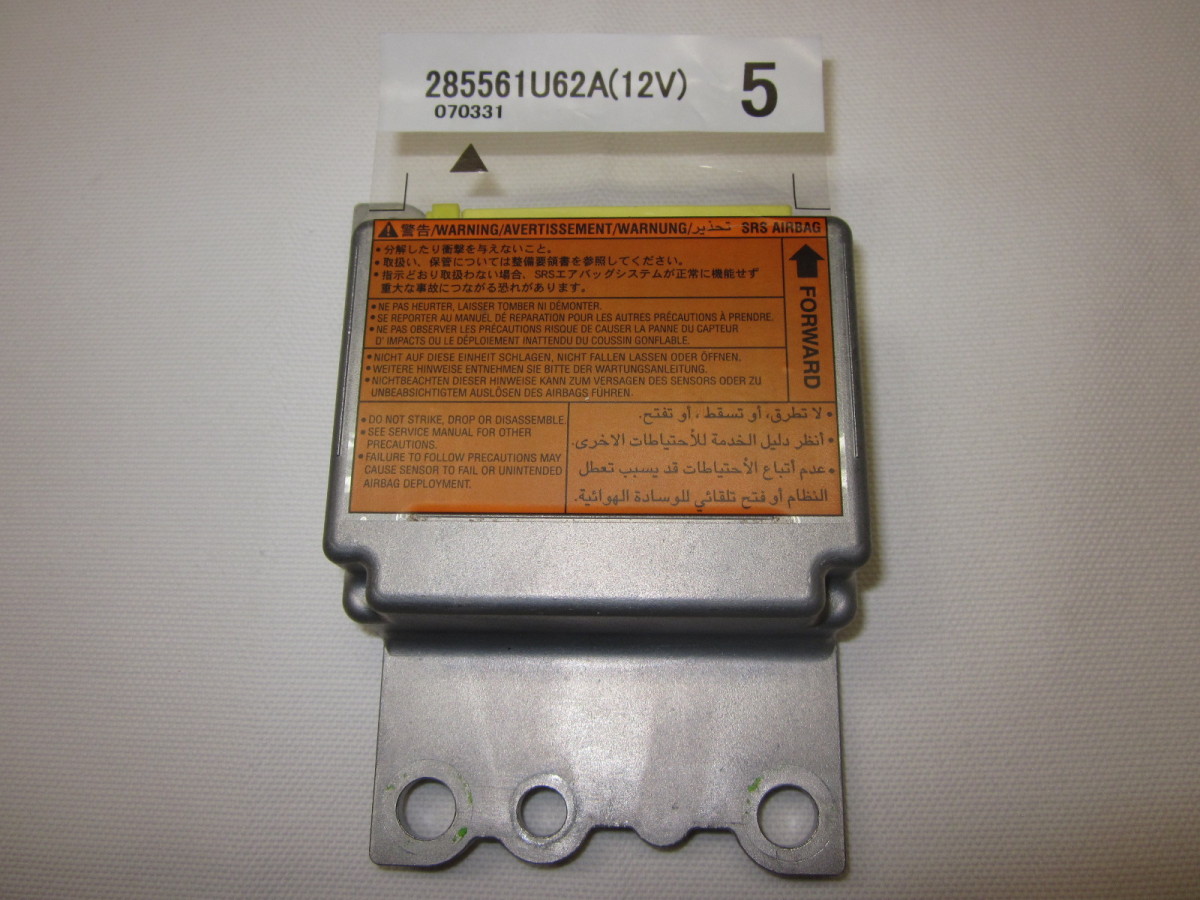 285561U62A(12V) 5
070331
警告/WARNING/AVERTISSEMENT/WARNUNG/تحذير SRS AIRBAG
• 分解したり衝撃を与えないこと。
• 取扱い、保管については整備要領書を参照してください。
• 指示どおり取扱わない場合、SRSエアバッグシステムが正常に機能せず
重大な事故につながる恐れがあります。
FORWARD
• NE PAS HEURTER, LAISSER TOMBER NI DÉMONTER.
• SE REPORTER AU MANUEL DE RÉPARATION POUR LES AUTRES PRÉCAUTIONS À PRENDRE.
• NE PAS OBSERVER LES PRÉCAUTIONS RISQUE DE CAUSER LA PANNE DU CAPTEUR
D' IMPACTS OU LE DÉPLOIEMENT INATTENDU DU COUSSIN GONFLABLE.
• NICHT AUF DIESE EINHEIT SCHLAGEN, NICHT FALLEN LASSEN ODER ÖFFNEN.
• WEITERE HINWEISE ENTNEHMEN SIE BITTE DER WARTUNGSANLEITUNG.
• NICHTBEACHTEN DIESER HINWEISE KANN ZUM VERSAGEN DES SENSORS ODER ZU
UNBEABSICHTIGTEM AUSLÖSEN DES AIRBAGS FÜHREN.
• DO NOT STRIKE, DROP OR DISASSEMBLE.
• SEE SERVICE MANUAL FOR OTHER
PRECAUTIONS.
• FAILURE TO FOLLOW PRECAUTIONS MAY
CAUSE SENSOR TO FAIL OR UNINTENDED
AIRBAG DEPLOYMENT.
• لا تطرق، أو تسقط، أو تفتح.
• أنظر دليل الخدمة للأحتياطات الاخرى.
• عدم أتباع الأحتياطات قد يسبب تعطل
النظام أو فتح تلقائي للوسادة الهوائية.